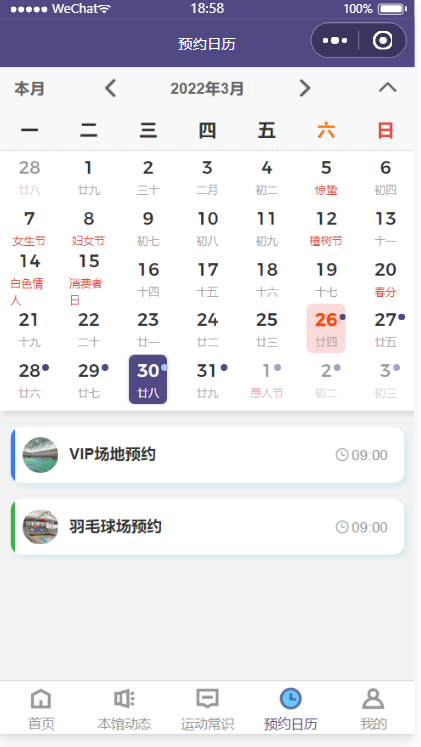 WeChat 18:58 100%
预约日历
本月 2022年3月
一 二 三 四 五 六 日
28 1 2 3 4 5 6
廿八 廿九 三十 二月 初二 惊蛰 初四
7 8 9 10 11 12 13
女生节 妇女节 初七 初八 初九 植树节 十一
14 15 16 17 18 19 20
白色情人 消费者日 十四 十五 十六 十七 春分
21 22 23 24 25 26 27
十九 二十 廿一 廿二 廿三 廿四 廿五
28 29 30 31 1 2 3
廿六 廿七 廿八 廿九 愚人节 初二 初三
VIP场地预约 09:00
羽毛球场预约 09:00
首页 本馆动态 运动常识 预约日历 我的